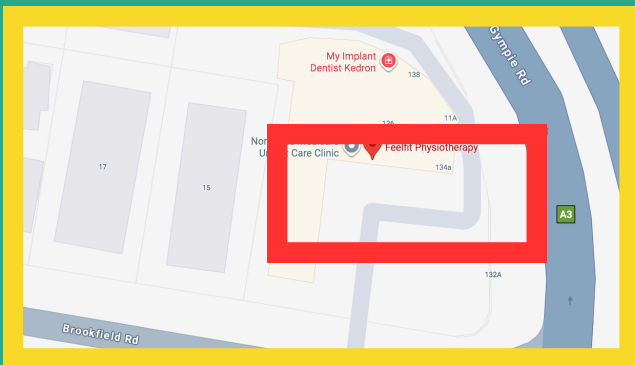 Gympie Rd
My Implant
Dentist Kedron
138
11A
Care Clinic
Feelfit Physiotherapy
134a
17
15
A3
132A
Brookfield Rd